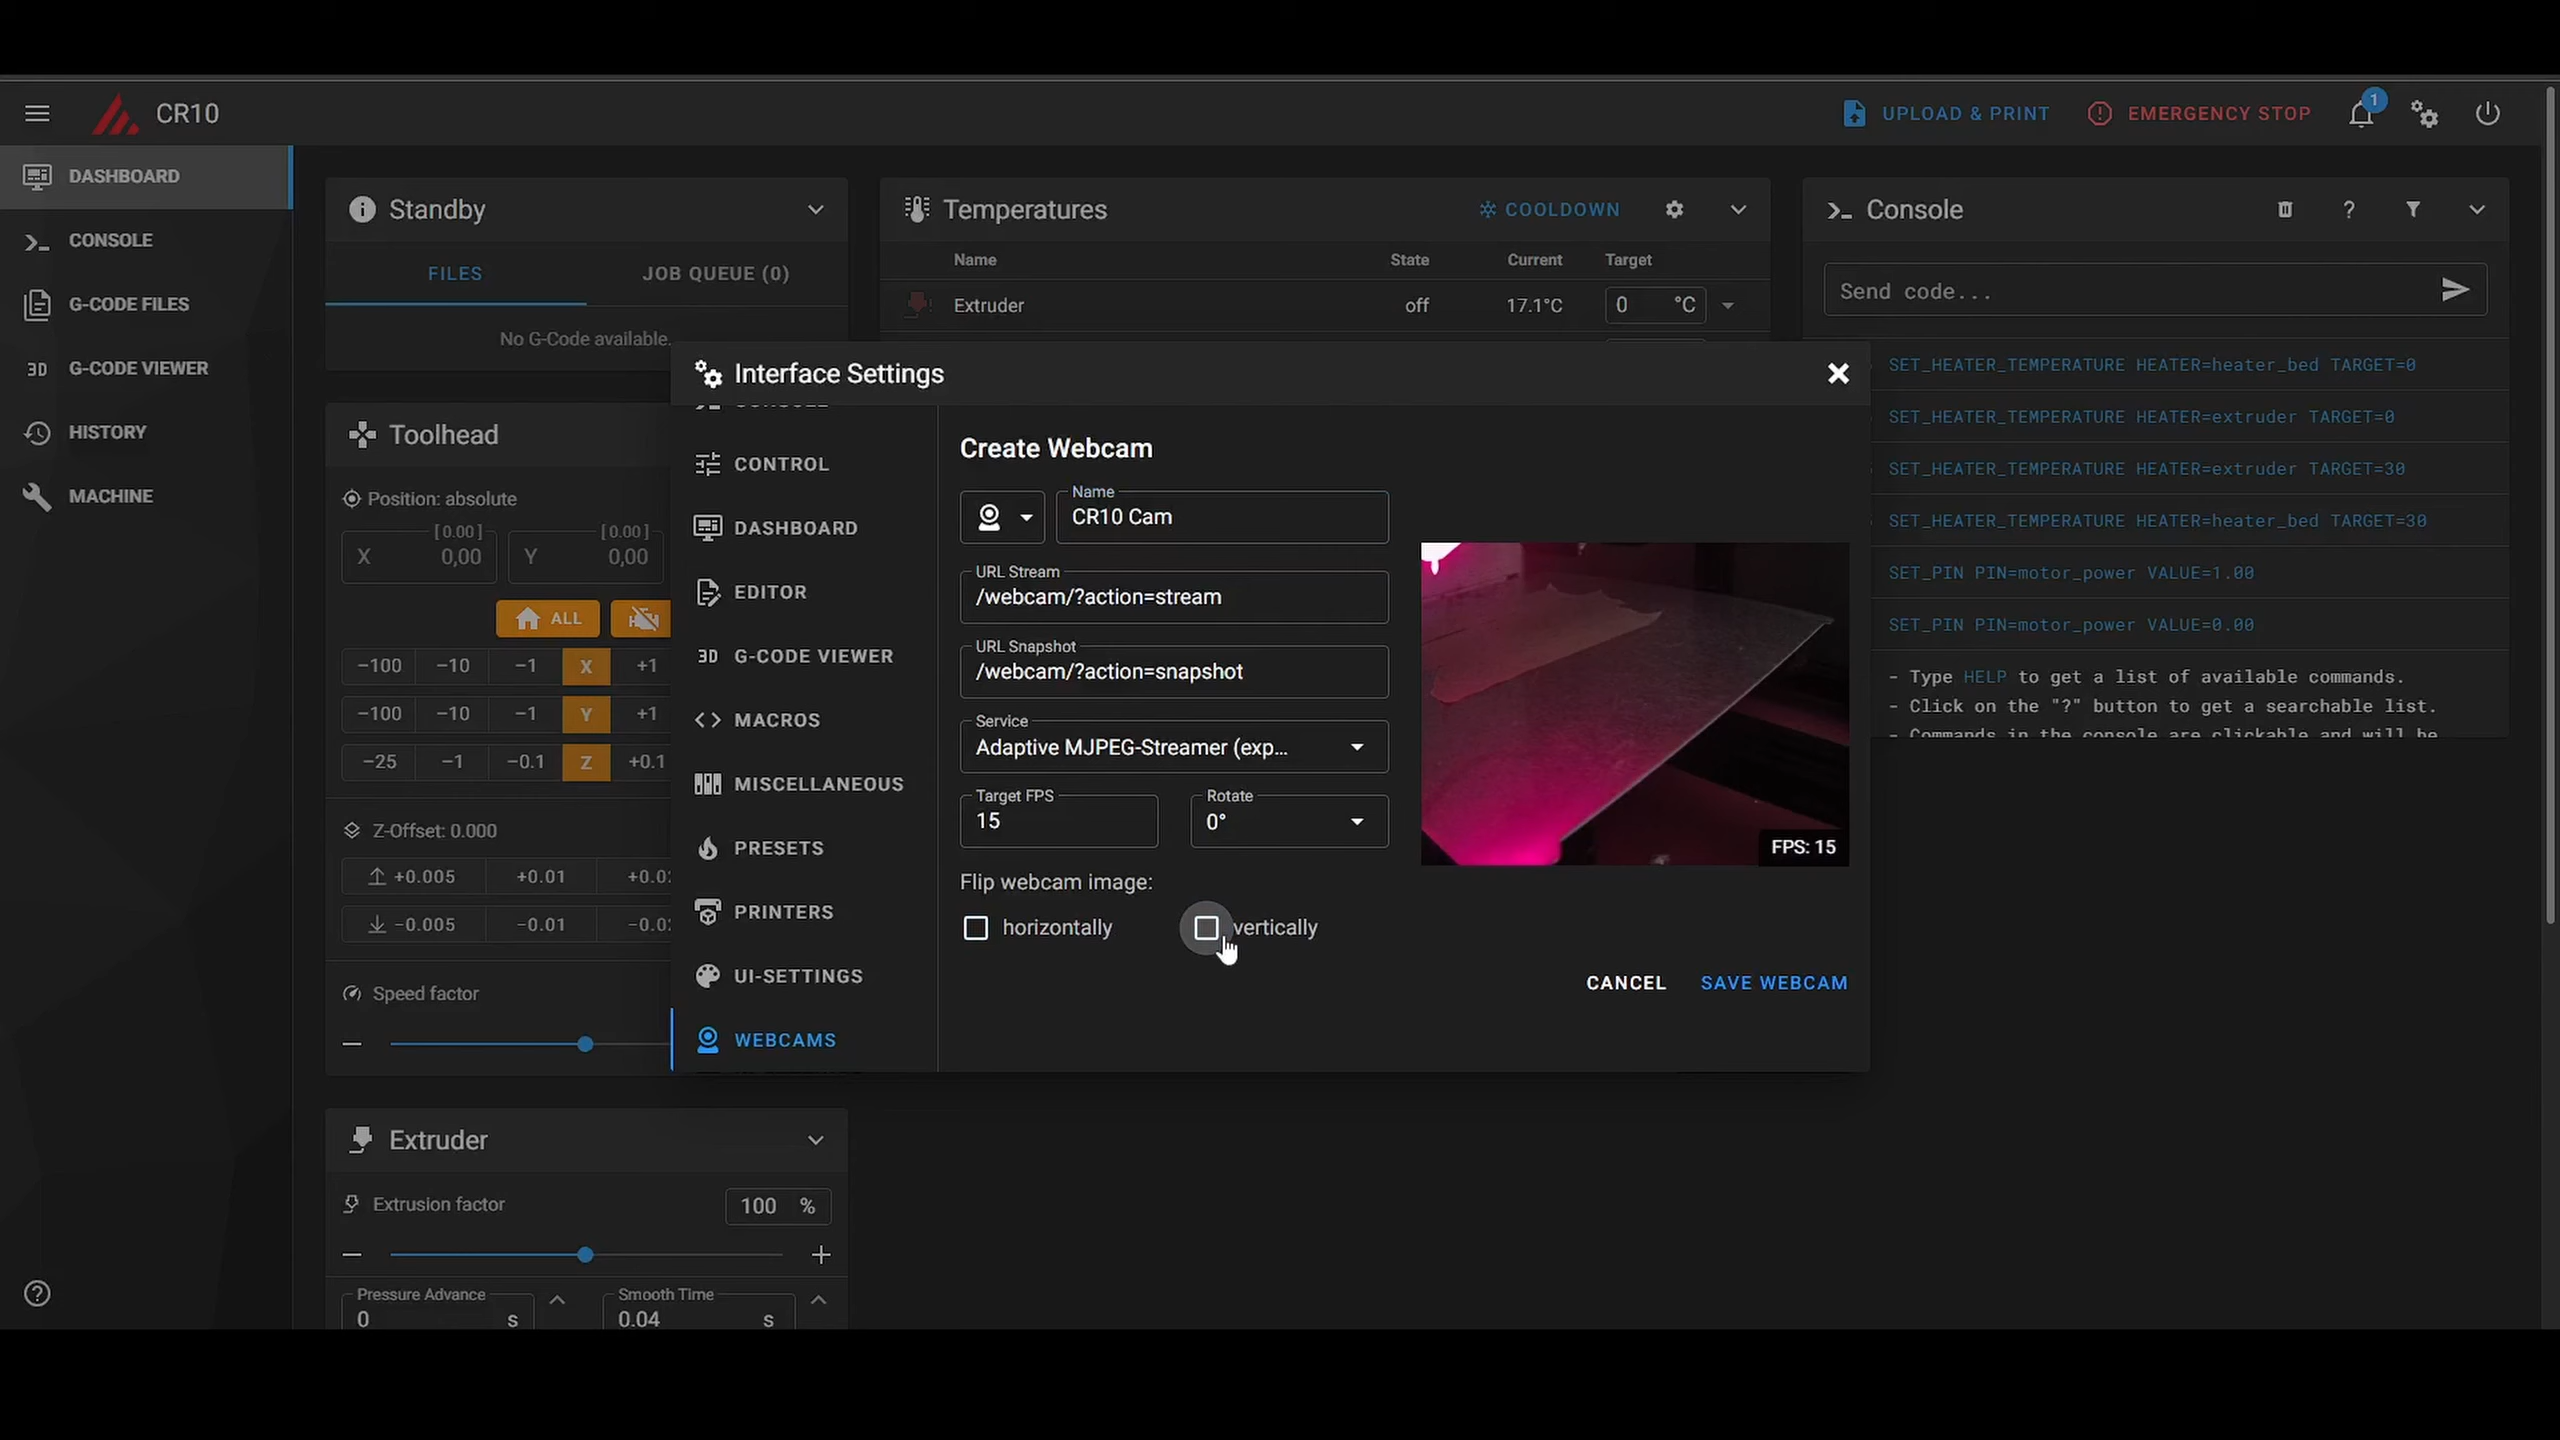 CR10
UPLOAD & PRINT
EMERGENCY STOP
1
DASHBOARD
CONSOLE
G-CODE FILES
3D G-CODE VIEWER
HISTORY
MACHINE
Standby
FILES
JOB QUEUE (0)
No G-Code available.
Toolhead
Position: absolute
[ 0.00 ]
X 0,00
[ 0.00 ]
Y 0,00
ALL
-100 -10 -1 X +1
-100 -10 -1 Y +1
-25 -1 -0.1 Z +0.1
Z-Offset: 0.000
+0.005 +0.01
-0.005 -0.01
Speed factor
Extruder
Extrusion factor
100 %
Pressure Advance
0 s
Smooth Time
0.04 s
Temperatures
COOLDOWN
Name State Current Target
Extruder off 17.1°C 0 °C
Console
Send code...
SET_HEATER_TEMPERATURE HEATER=heater_bed TARGET=0
SET_HEATER_TEMPERATURE HEATER=extruder TARGET=0
SET_HEATER_TEMPERATURE HEATER=extruder TARGET=30
SET_HEATER_TEMPERATURE HEATER=heater_bed TARGET=30
SET_PIN PIN=motor_power VALUE=1.00
SET_PIN PIN=motor_power VALUE=0.00
- Type HELP to get a list of available commands.
- Click on the "?" button to get a searchable list.
- Commands in the console are clickable and will be
Interface Settings
CONTROL
DASHBOARD
EDITOR
3D G-CODE VIEWER
MACROS
MISCELLANEOUS
PRESETS
PRINTERS
UI-SETTINGS
WEBCAMS
Create Webcam
Name
CR10 Cam
URL Stream
/webcam/?action=stream
URL Snapshot
/webcam/?action=snapshot
Service
Adaptive MJPEG-Streamer (exp...
Target FPS
15
Rotate
0°
Flip webcam image:
horizontally
vertically
FPS: 15
CANCEL
SAVE WEBCAM